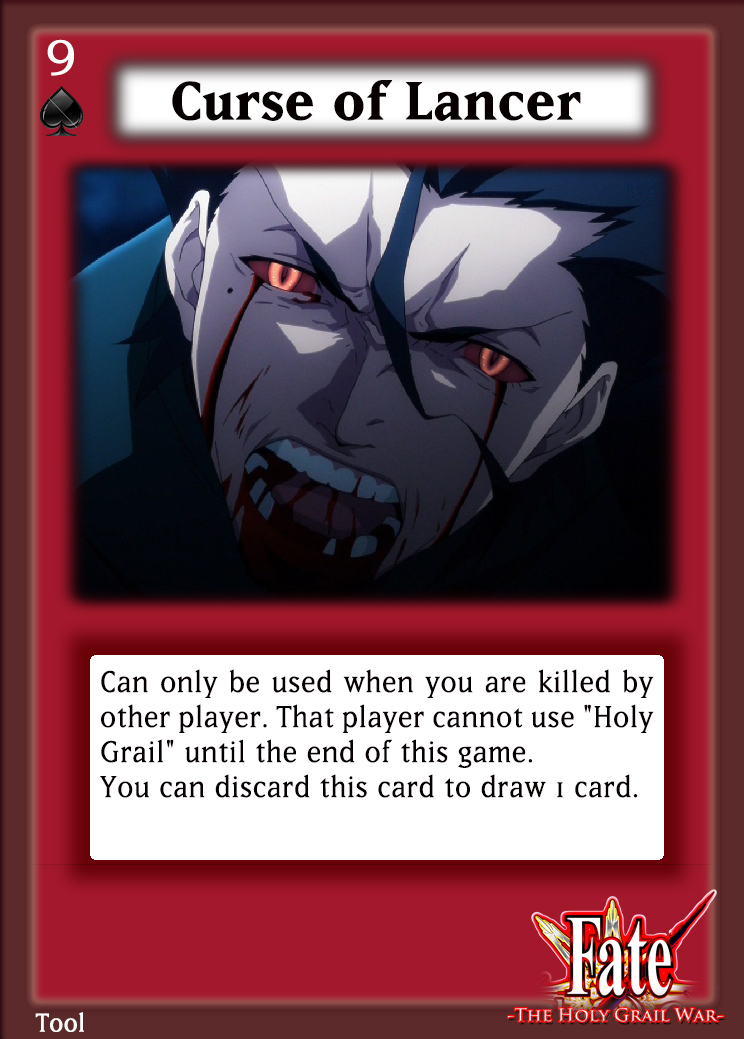 9
Curse of Lancer
Can only be used when you are killed by
other player. That player cannot use "Holy
Grail" until the end of this game.
You can discard this card to draw 1 card.
Fate
-The Holy Grail War-
Tool